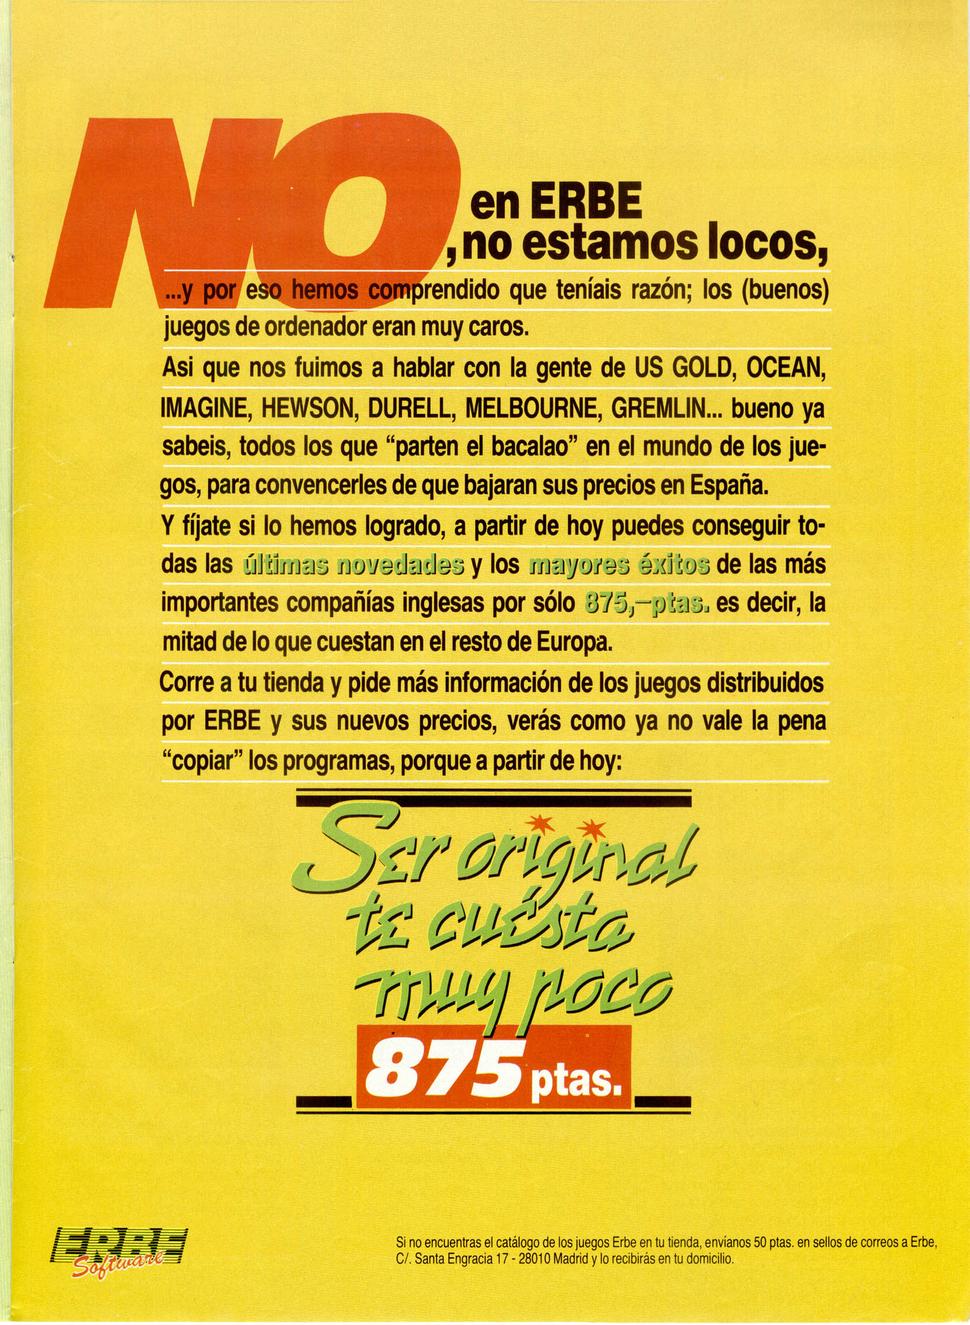 NO
en ERBE
, no estamos locos,
...y por eso hemos comprendido que teníais razón; los (buenos)
juegos de ordenador eran muy caros.
Asi que nos fuimos a hablar con la gente de US GOLD, OCEAN,
IMAGINE, HEWSON, DURELL, MELBOURNE, GREMLIN... bueno ya
sabeis, todos los que “parten el bacalao” en el mundo de los jue-
gos, para convencerles de que bajaran sus precios en España.
Y fíjate si lo hemos logrado, a partir de hoy puedes conseguir to-
das las últimas novedades y los mayores éxitos de las más
importantes compañías inglesas por sólo 875,—ptas. es decir, la
mitad de lo que cuestan en el resto de Europa.
Corre a tu tienda y pide más información de los juegos distribuidos
por ERBE y sus nuevos precios, verás como ya no vale la pena
“copiar” los programas, porque a partir de hoy:
Ser original
te cuésta
muy poco
875 ptas.
ERBE
Software
Si no encuentras el catálogo de los juegos Erbe en tu tienda, envíanos 50 ptas. en sellos de correos a Erbe,
C/. Santa Engracia 17 - 28010 Madrid y lo recibirás en tu domicilio.